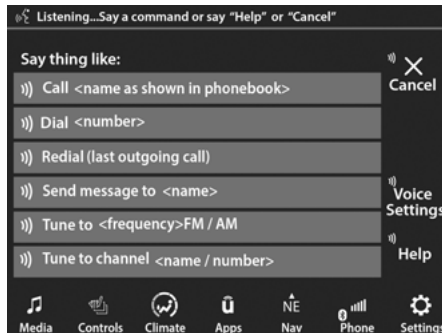 Listening...Say a command or say “Help” or “Cancel”
Say thing like:
Cancel
Call <name as shown in phonebook>
Dial <number>
Redial (last outgoing call)
Send message to <name>
Voice
Settings
Tune to <frequency>FM / AM
Help
Tune to channel <name / number>
NE
Media Controls Climate Apps Nav Phone Settings